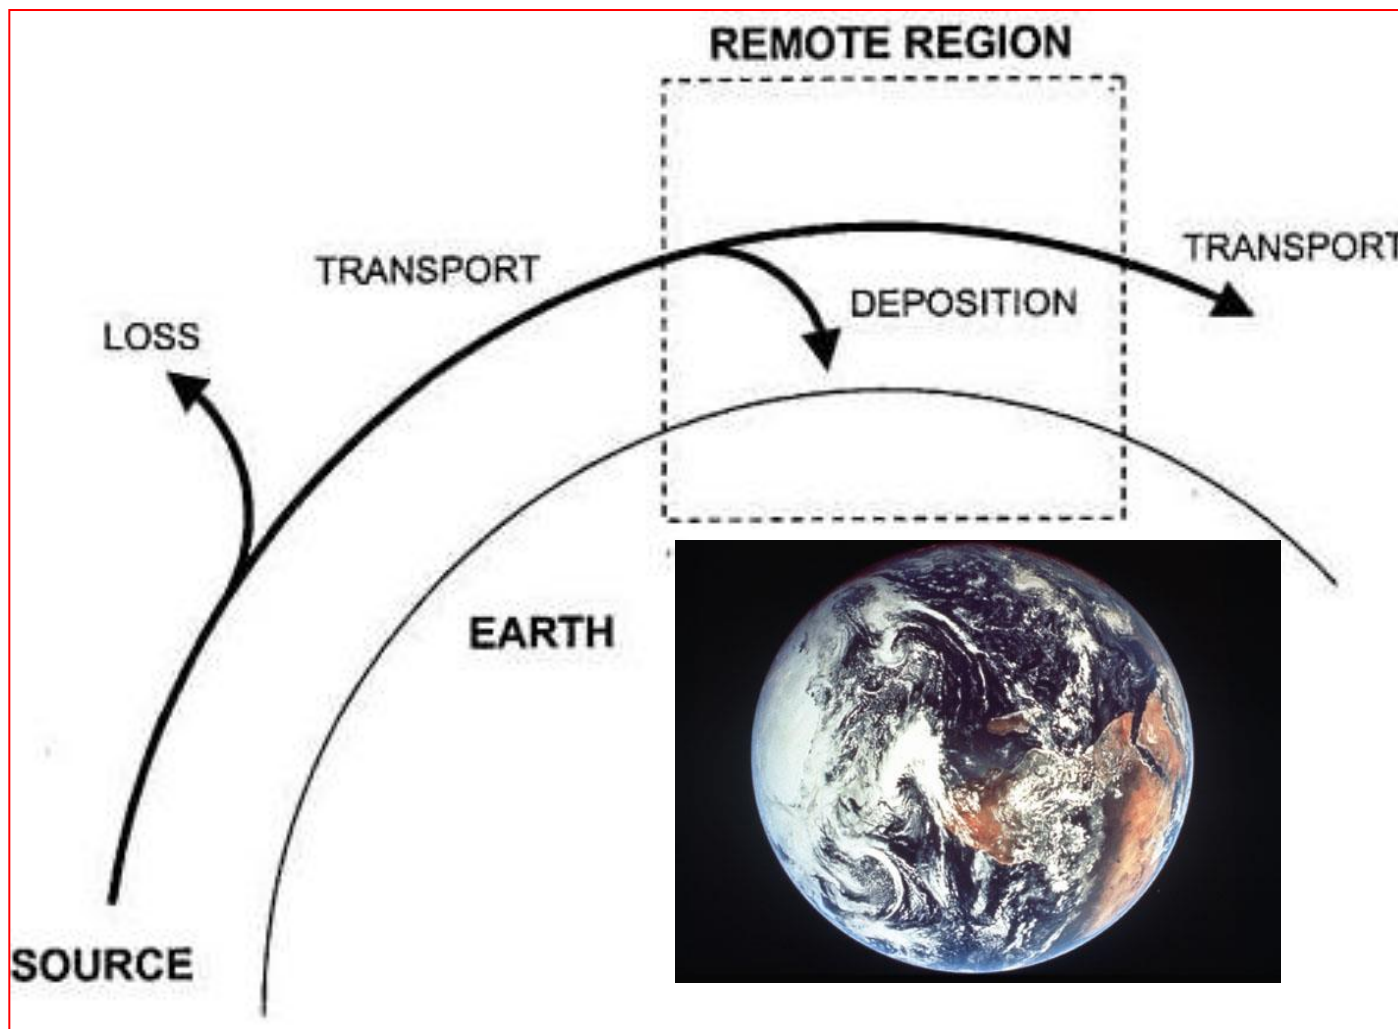 REMOTE REGION
TRANSPORT
TRANSPORT
DEPOSITION
LOSS
EARTH
SOURCE